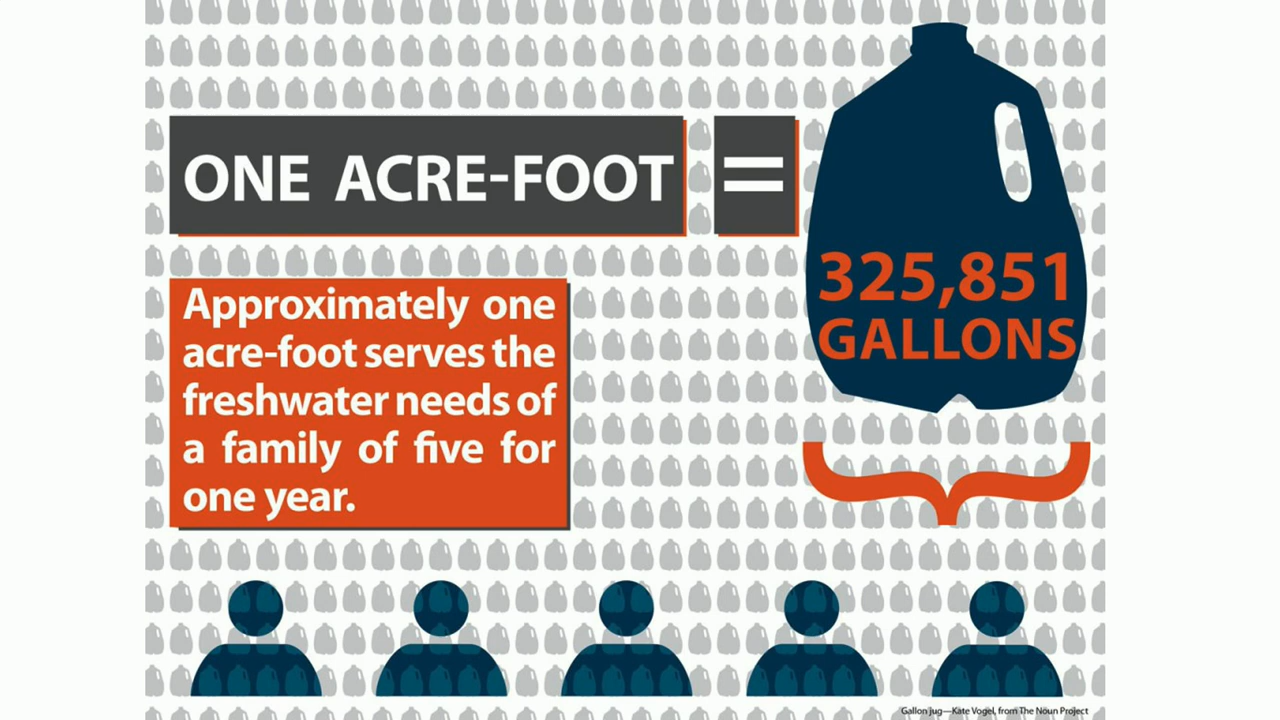 ONE ACRE-FOOT =
325,851
GALLONS
Approximately one
acre-foot serves the
freshwater needs of
a family of five for
one year.
Gallon jug—Kate Vogel, from The Noun Project